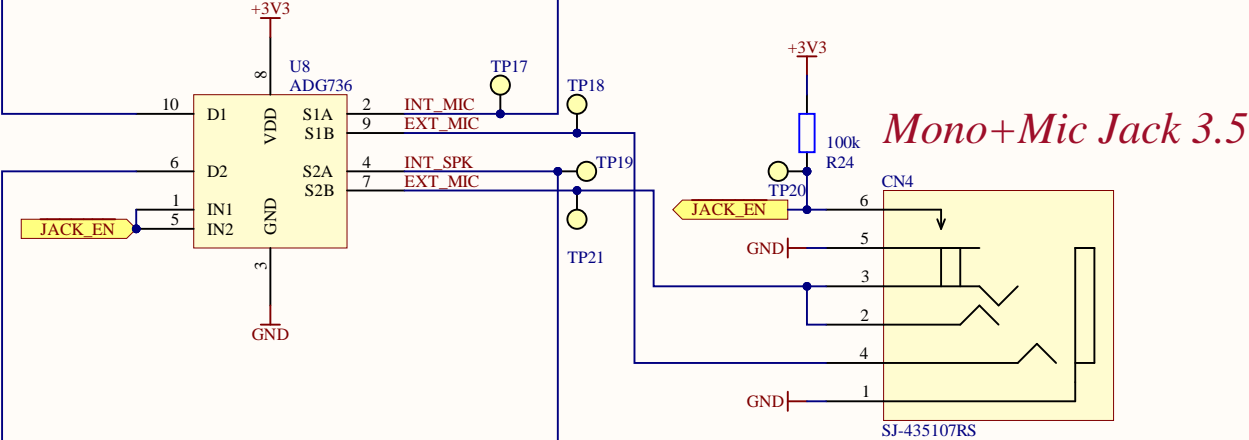 +3V3
U8
ADG736
8
VDD
10 D1
6 D2
1 IN1
5 IN2
S1A 2 INT_MIC
S1B 9 EXT_MIC
S2A 4 INT_SPK
S2B 7 EXT_MIC
GND
3
GND
JACK_EN
TP17
TP18
TP19
TP21
+3V3
100k
R24
TP20
JACK_EN
Mono+Mic Jack 3.5
CN4
6
GND 5
3
2
4
GND 1
SJ-435107RS